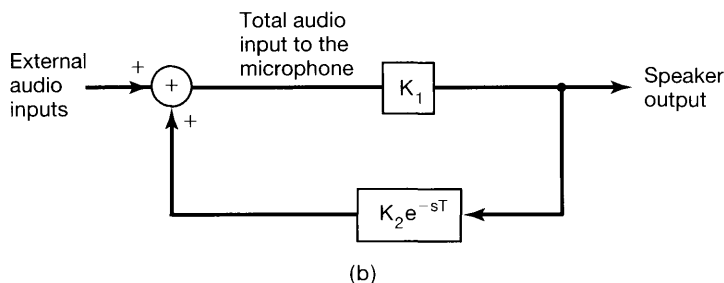 Total audio
input to the
microphone
External
audio
inputs
+
+
+
K₁
Speaker
output
K₂e⁻ˢᵀ
(b)